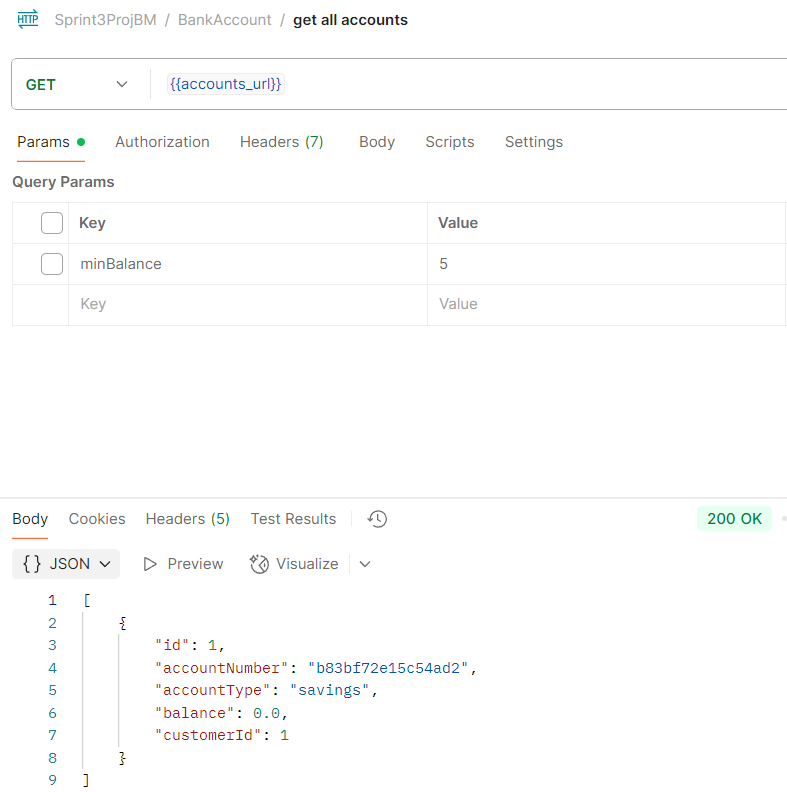 HTTP Sprint3ProjBM / BankAccount / get all accounts
GET {{accounts_url}}
Params Authorization Headers (7) Body Scripts Settings
Query Params
Key Value
minBalance 5
Key Value
Body Cookies Headers (5) Test Results 200 OK
{} JSON Preview Visualize
1 [
2 {
3 "id": 1,
4 "accountNumber": "b83bf72e15c54ad2",
5 "accountType": "savings",
6 "balance": 0.0,
7 "customerId": 1
8 }
9 ]